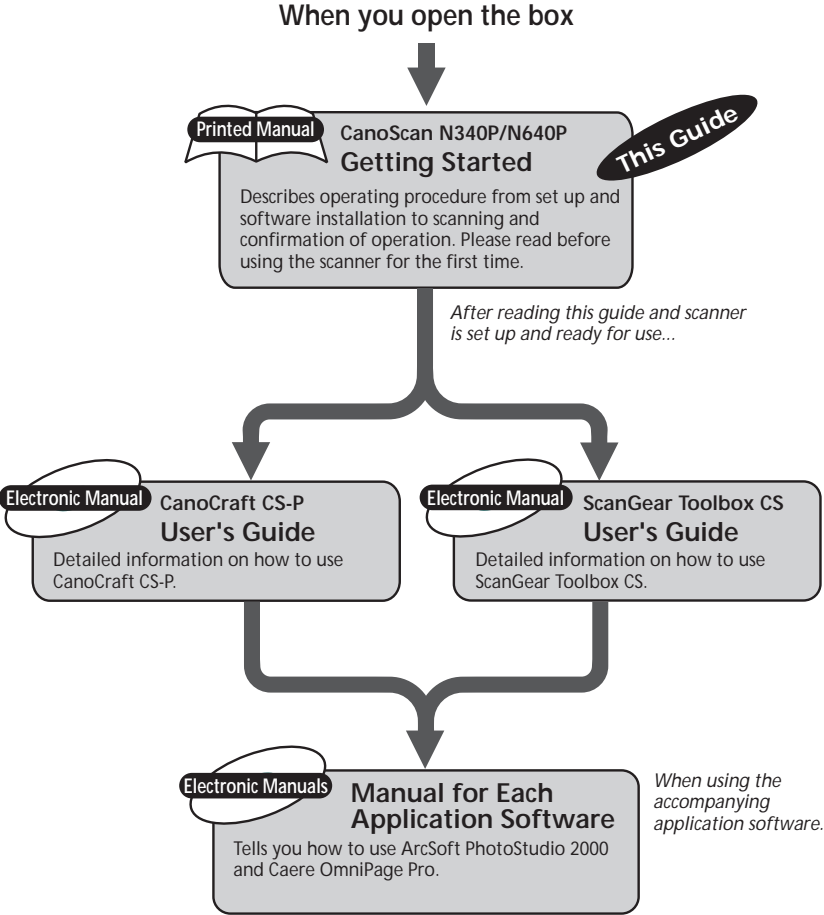 When you open the box
Printed Manual
CanoScan N340P/N640P
Getting Started
This Guide
Describes operating procedure from set up and
software installation to scanning and
confirmation of operation. Please read before
using the scanner for the first time.
After reading this guide and scanner
is set up and ready for use...
Electronic Manual
CanoCraft CS-P
User's Guide
Detailed information on how to use
CanoCraft CS-P.
Electronic Manual
ScanGear Toolbox CS
User's Guide
Detailed information on how to use
ScanGear Toolbox CS.
Electronic Manuals
Manual for Each
Application Software
Tells you how to use ArcSoft PhotoStudio 2000
and Caere OmniPage Pro.
When using the
accompanying
application software.